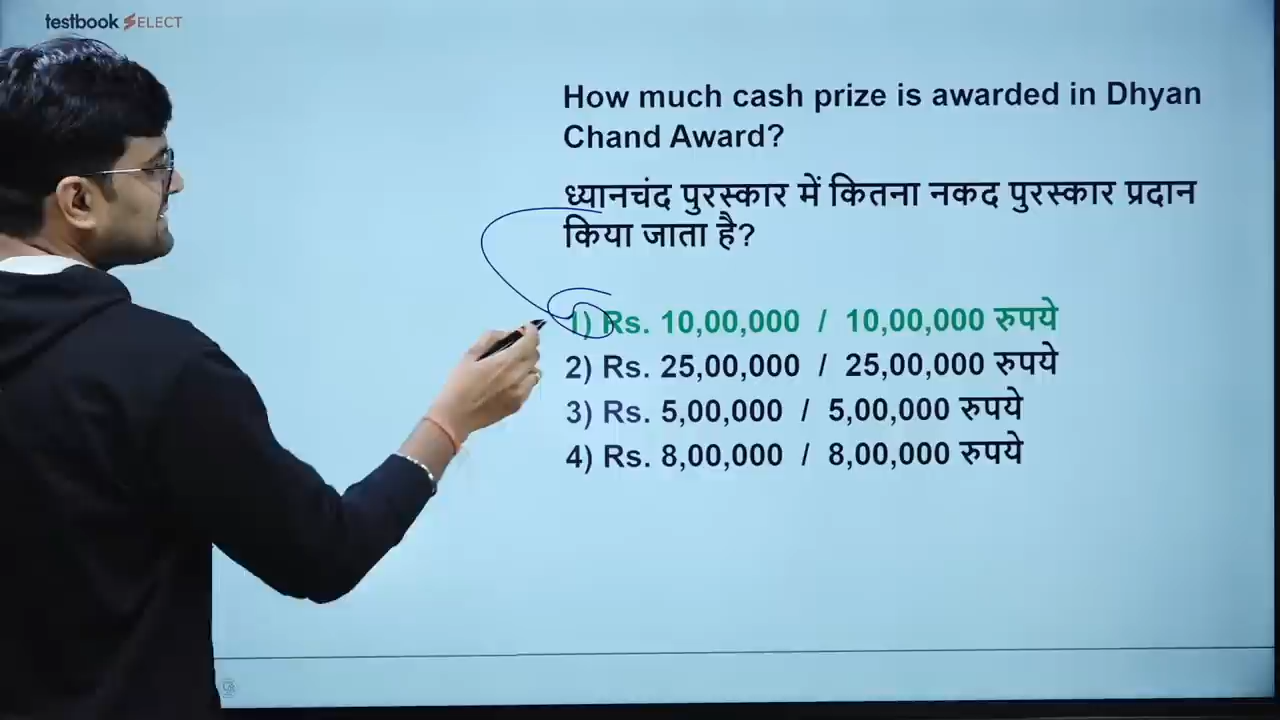 testbook SELECT
How much cash prize is awarded in Dhyan
Chand Award?
ध्यानचंद पुरस्कार में कितना नकद पुरस्कार प्रदान
किया जाता है?
1) Rs. 10,00,000 / 10,00,000 रुपये
2) Rs. 25,00,000 / 25,00,000 रुपये
3) Rs. 5,00,000 / 5,00,000 रुपये
4) Rs. 8,00,000 / 8,00,000 रुपये